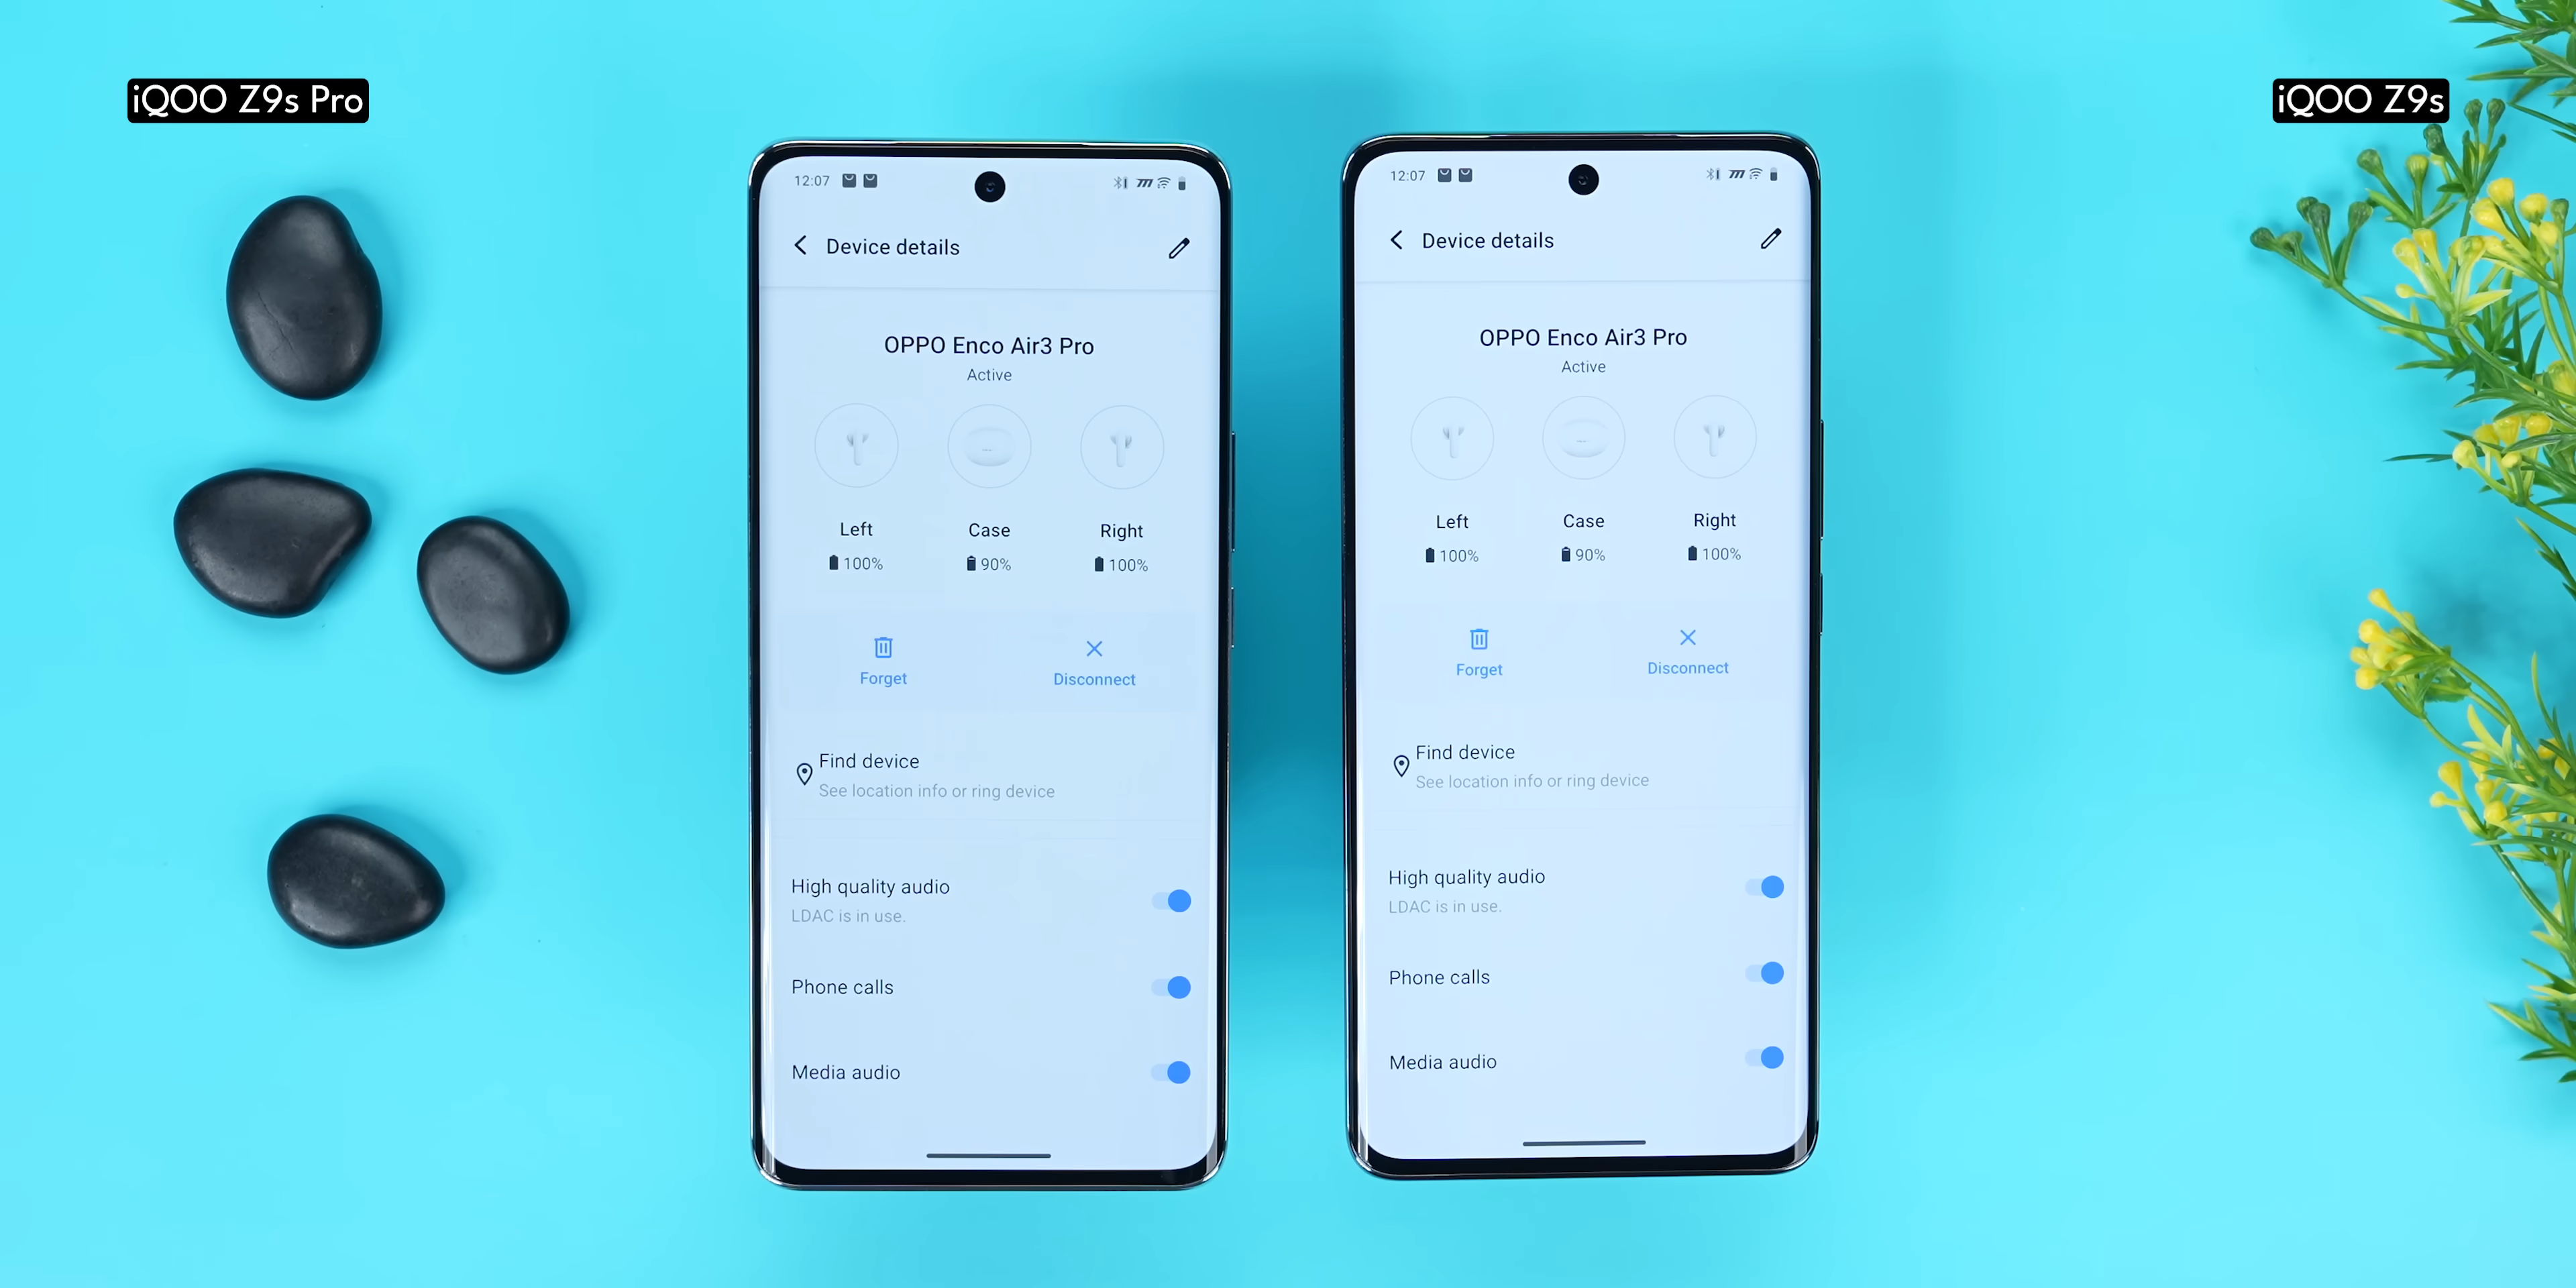 iQOO Z9s Pro
iQOO Z9s
12:07
Device details
OPPO Enco Air3 Pro
Active
Left
Case
Right
100%
90%
100%
Forget
Disconnect
Find device
See location info or ring device
High quality audio
LDAC is in use.
Phone calls
Media audio
12:07
Device details
OPPO Enco Air3 Pro
Active
Left
Case
Right
100%
90%
100%
Forget
Disconnect
Find device
See location info or ring device
High quality audio
LDAC is in use.
Phone calls
Media audio